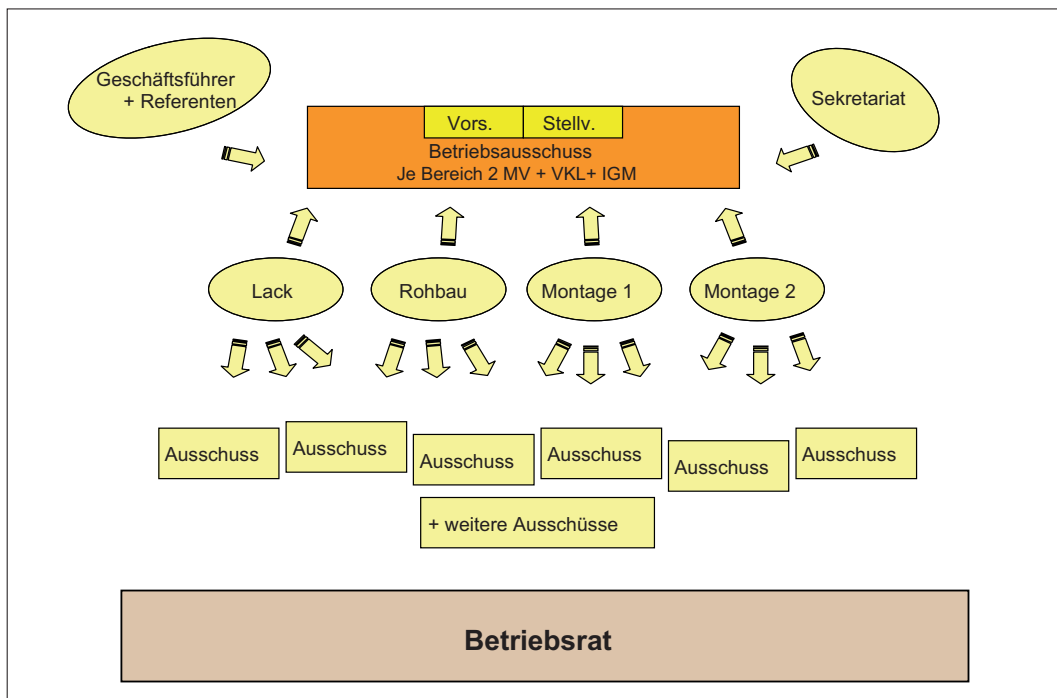 Geschäftsführer
+ Referenten
Sekretariat
Vors.
Stellv.
Betriebsausschuss
Je Bereich 2 MV + VKL+ IGM
Lack
Rohbau
Montage 1
Montage 2
Ausschuss
Ausschuss
Ausschuss
Ausschuss
Ausschuss
Ausschuss
+ weitere Ausschüsse
Betriebsrat